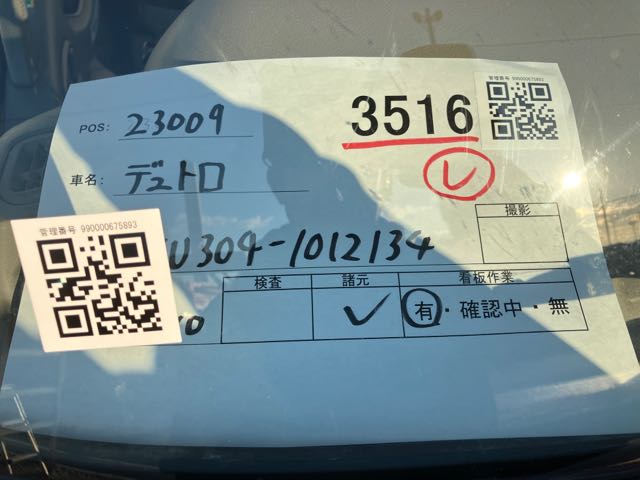 管理番号 990000675893
3516
POS: 23009
レ
車名: デュトロ
撮影
U304-1012134
管理番号 990000675893
検査 諸元 看板作業
有・確認中・無